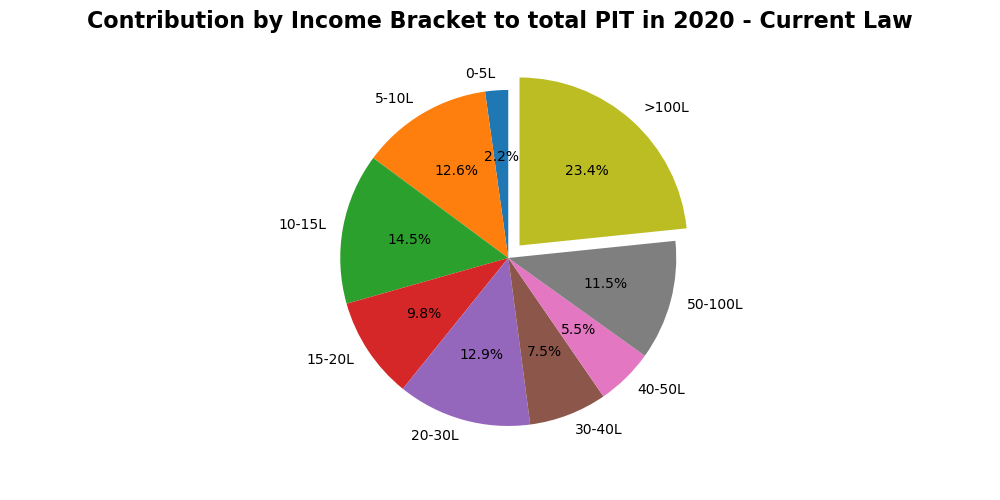 Contribution by Income Bracket to total PIT in 2020 - Current Law
0-5L
2.2%
5-10L
12.6%
10-15L
14.5%
15-20L
9.8%
20-30L
12.9%
30-40L
7.5%
40-50L
5.5%
50-100L
11.5%
>100L
23.4%